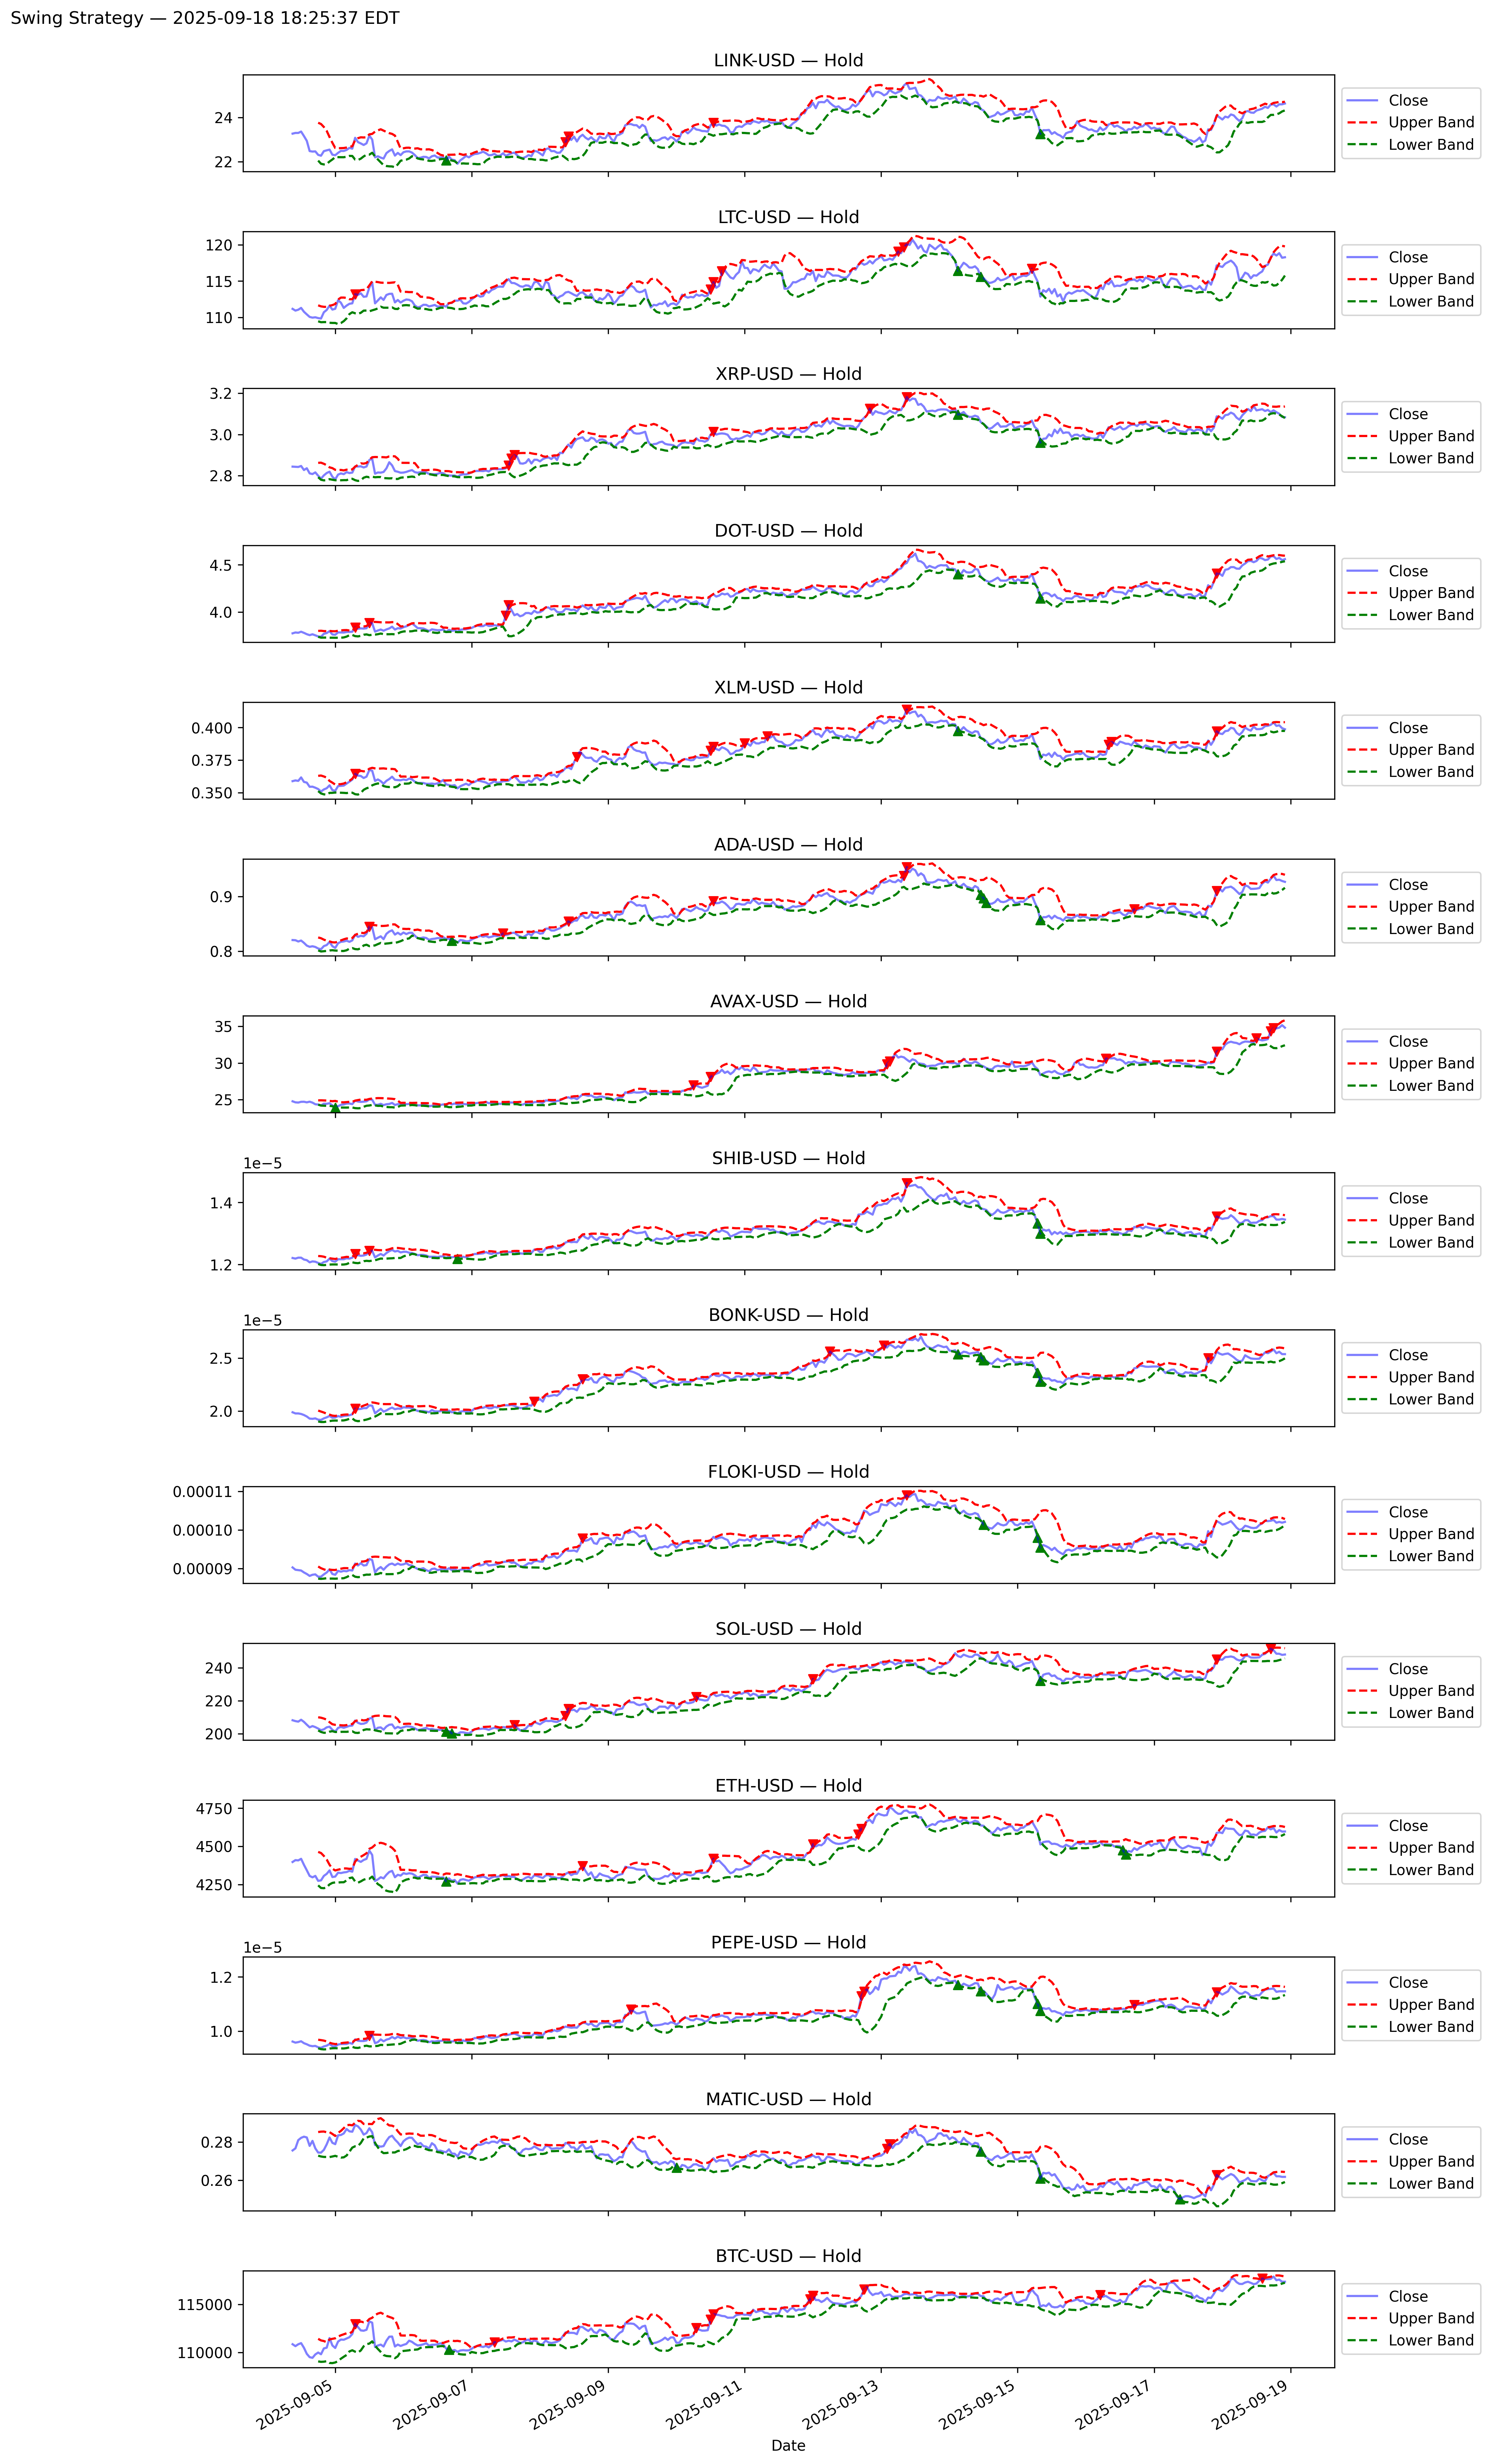 Swing Strategy — 2025-09-18 18:25:37 EDT
LINK-USD — Hold
24
22
Close
Upper Band
Lower Band
LTC-USD — Hold
120
115
110
Close
Upper Band
Lower Band
XRP-USD — Hold
3.2
3.0
2.8
Close
Upper Band
Lower Band
DOT-USD — Hold
4.5
4.0
Close
Upper Band
Lower Band
XLM-USD — Hold
0.400
0.375
0.350
Close
Upper Band
Lower Band
ADA-USD — Hold
0.9
0.8
Close
Upper Band
Lower Band
AVAX-USD — Hold
35
30
25
Close
Upper Band
Lower Band
SHIB-USD — Hold
1e−5
1.4
1.2
Close
Upper Band
Lower Band
BONK-USD — Hold
1e−5
2.5
2.0
Close
Upper Band
Lower Band
FLOKI-USD — Hold
0.00011
0.00010
0.00009
Close
Upper Band
Lower Band
SOL-USD — Hold
240
220
200
Close
Upper Band
Lower Band
ETH-USD — Hold
4750
4500
4250
Close
Upper Band
Lower Band
PEPE-USD — Hold
1e−5
1.2
1.0
Close
Upper Band
Lower Band
MATIC-USD — Hold
0.28
0.26
Close
Upper Band
Lower Band
BTC-USD — Hold
115000
110000
Close
Upper Band
Lower Band
2025-09-05
2025-09-07
2025-09-09
2025-09-11
2025-09-13
2025-09-15
2025-09-17
2025-09-19
Date